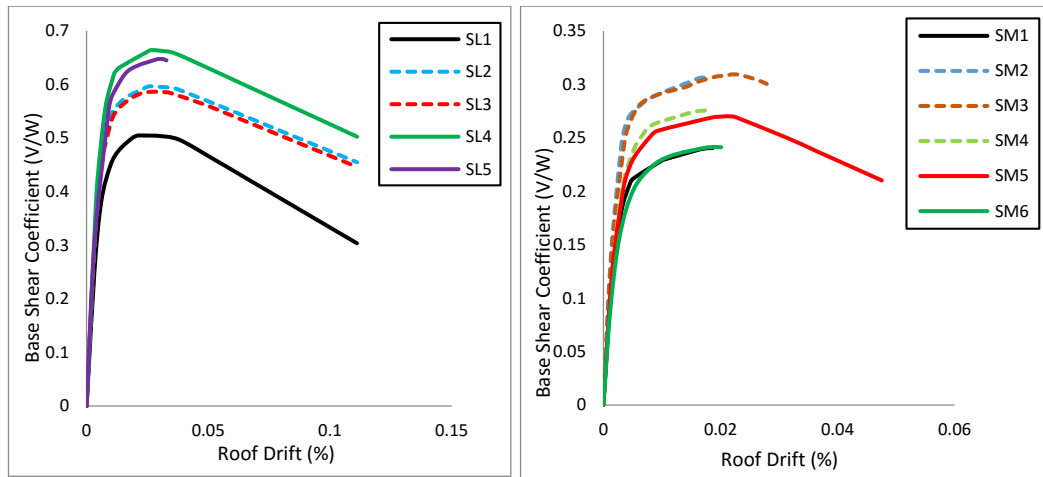 0.7
0.6
0.5
0.4
0.3
0.2
0.1
0
0
0.05
0.1
0.15
Base Shear Coefficient (V/W)
Roof Drift (%)
SL1
SL2
SL3
SL4
SL5
0.35
0.3
0.25
0.2
0.15
0.1
0.05
0
0
0.02
0.04
0.06
Base Shear Coefficient (V/W)
Roof Drift (%)
SM1
SM2
SM3
SM4
SM5
SM6